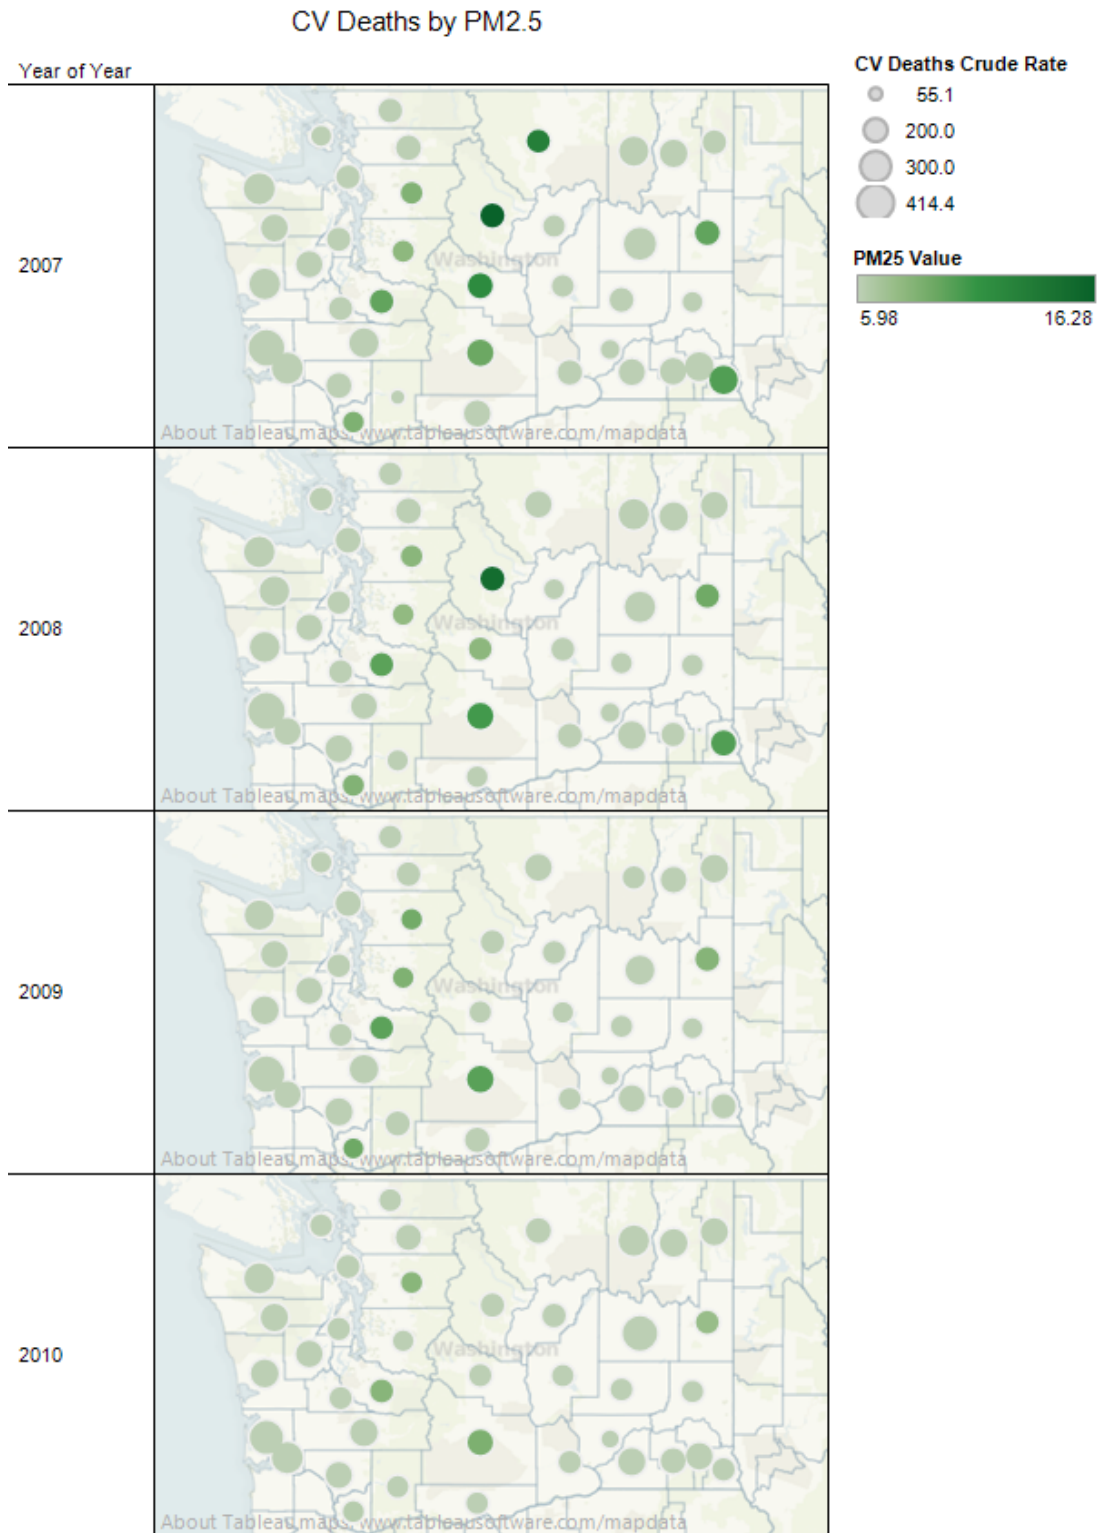 CV Deaths by PM2.5
Year of Year
CV Deaths Crude Rate
55.1
200.0
300.0
414.4
PM25 Value
5.98 16.28
2007
Washington
About Tableau maps: www.tableausoftware.com/mapdata
2008
Washington
About Tableau maps: www.tableausoftware.com/mapdata
2009
Washington
About Tableau maps: www.tableausoftware.com/mapdata
2010
Washington
About Tableau maps: www.tableausoftware.com/mapdata